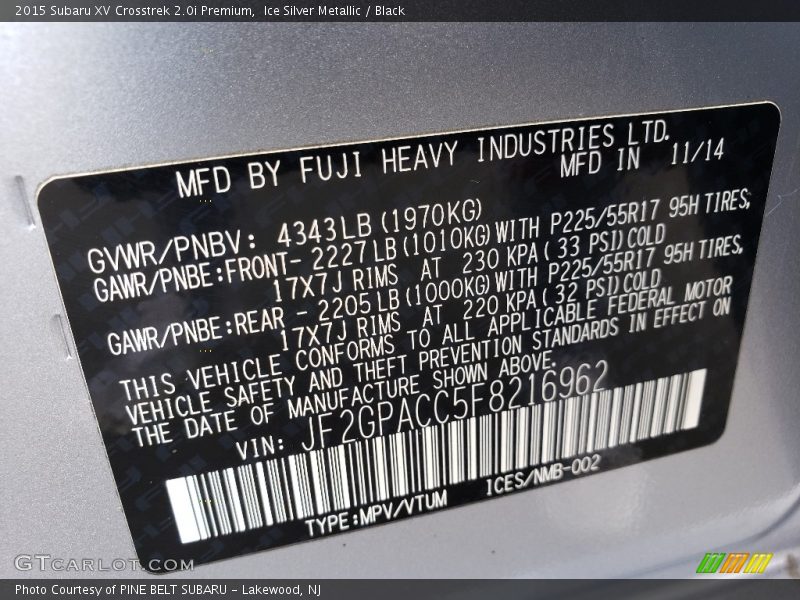 2015 Subaru XV Crosstrek 2.0i Premium,  Ice Silver Metallic / Black
MFD BY FUJI HEAVY INDUSTRIES LTD.
MFD IN 11/14
GVWR/PNBV: 4343LB(1970KG)
GAWR/PNBE:FRONT- 2227LB(1010KG)WITH P225/55R17 95H TIRES,
17X7J RIMS AT 230 KPA(33 PSI)COLD
GAWR/PNBE:REAR - 2205LB(1000KG)WITH P225/55R17 95H TIRES,
17X7J RIMS AT 220 KPA(32 PSI)COLD
THIS VEHICLE CONFORMS TO ALL APPLICABLE FEDERAL MOTOR
VEHICLE SAFETY AND THEFT PREVENTION STANDARDS IN EFFECT ON
THE DATE OF MANUFACTURE SHOWN ABOVE.
VIN: JF2GPACC5F8216962
TYPE:MPV/VTUM ICES/NMB-002
GTCarLot.com
Photo Courtesy of PINE BELT SUBARU - Lakewood, NJ